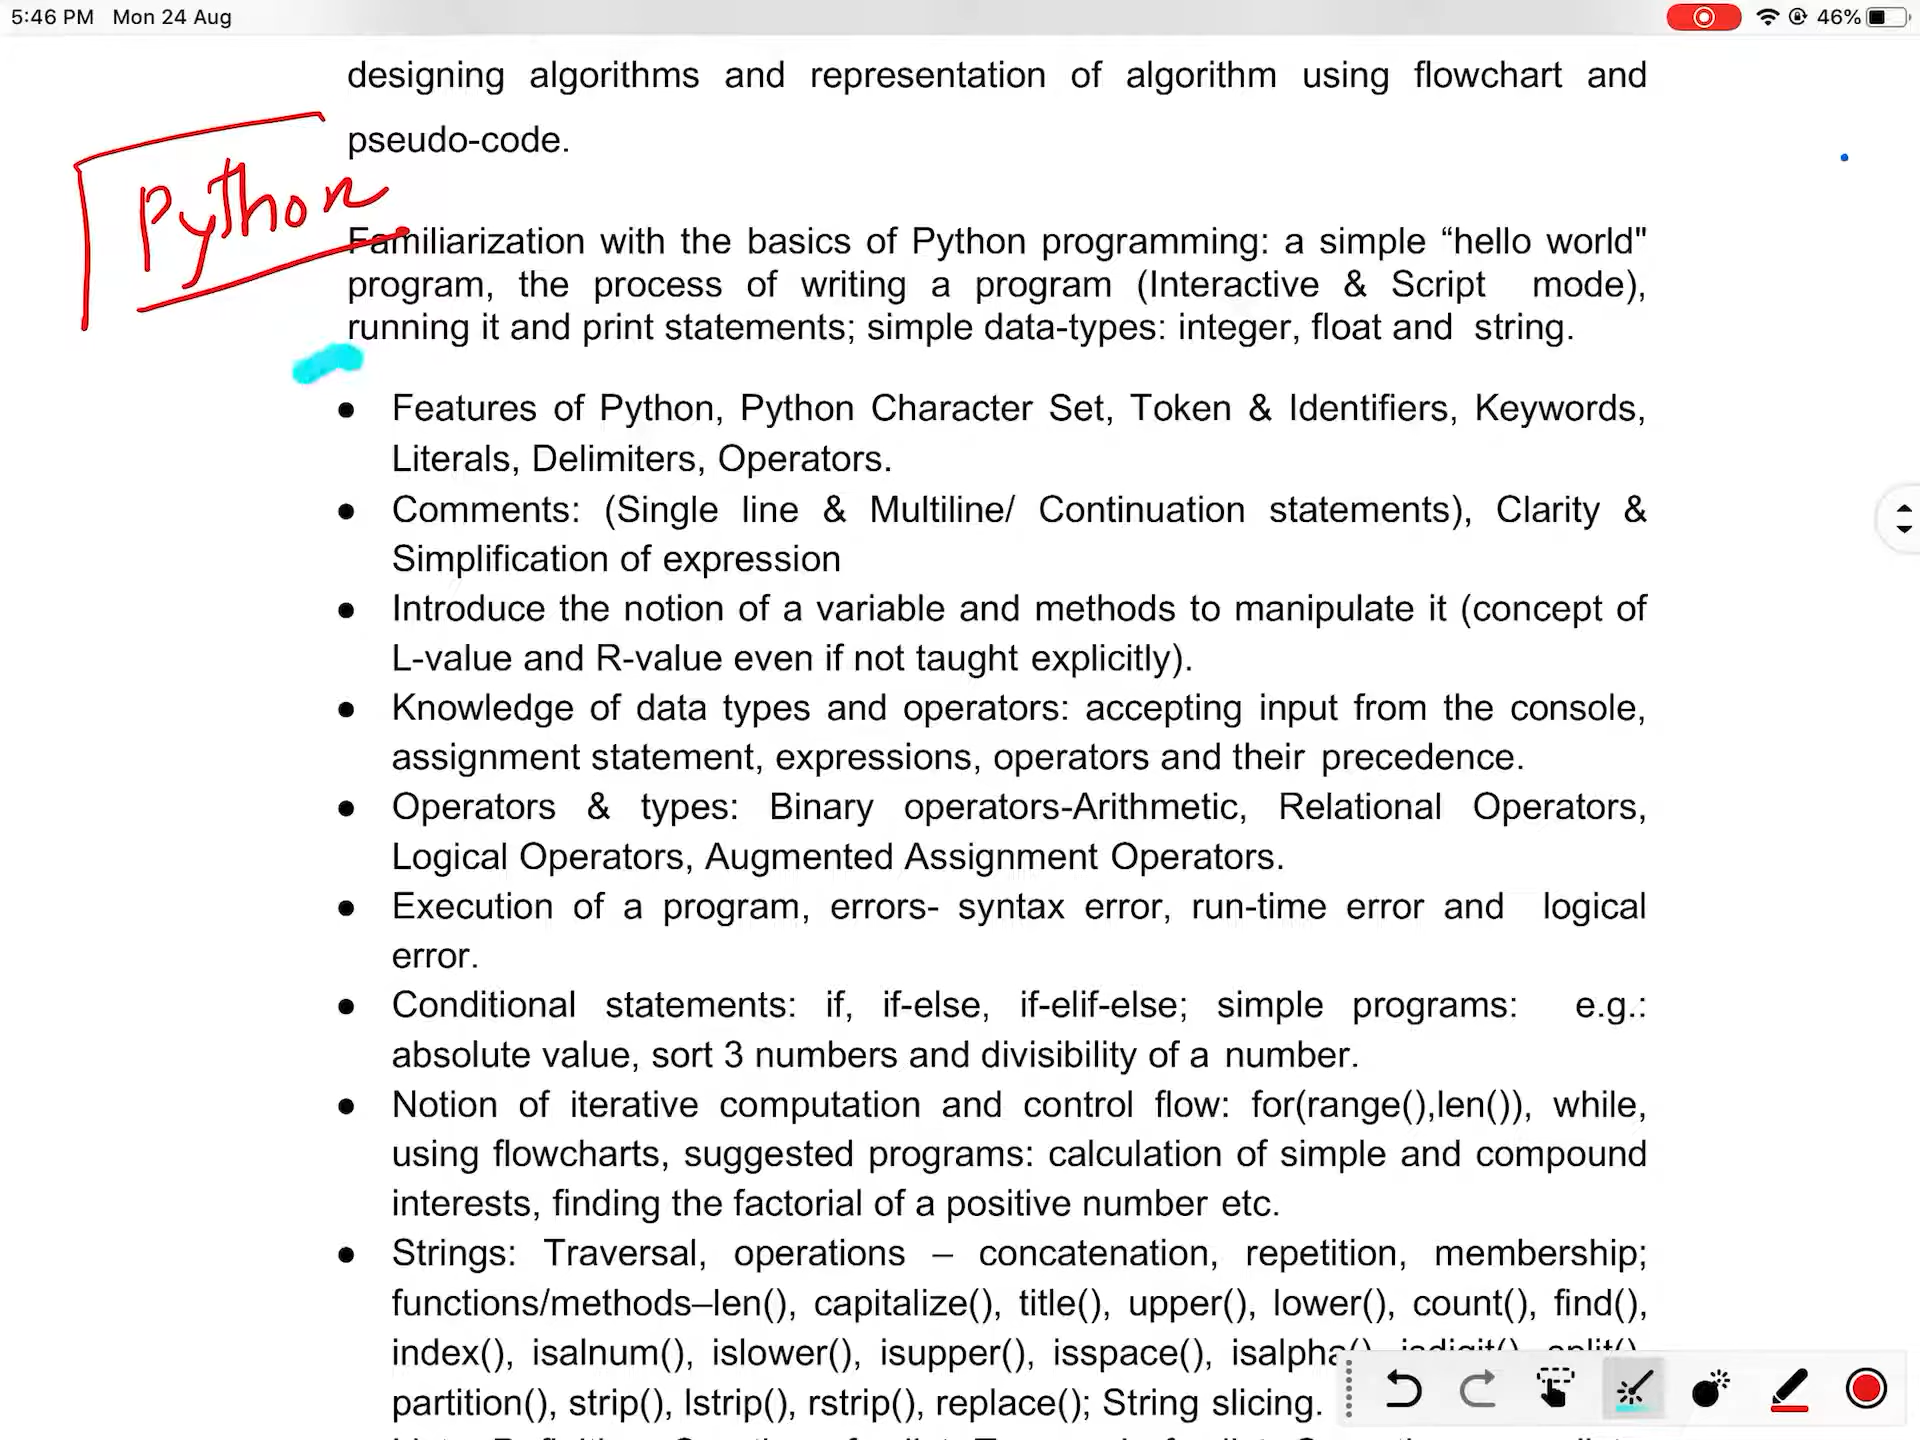 5:46 PM Mon 24 Aug
46%
designing algorithms and representation of algorithm using flowchart and
pseudo-code.
Python
Familiarization with the basics of Python programming: a simple “hello world"
program, the process of writing a program (Interactive & Script mode),
running it and print statements; simple data-types: integer, float and string.
● Features of Python, Python Character Set, Token & Identifiers, Keywords,
Literals, Delimiters, Operators.
● Comments: (Single line & Multiline/ Continuation statements), Clarity &
Simplification of expression
● Introduce the notion of a variable and methods to manipulate it (concept of
L-value and R-value even if not taught explicitly).
● Knowledge of data types and operators: accepting input from the console,
assignment statement, expressions, operators and their precedence.
● Operators & types: Binary operators-Arithmetic, Relational Operators,
Logical Operators, Augmented Assignment Operators.
● Execution of a program, errors- syntax error, run-time error and logical
error.
● Conditional statements: if, if-else, if-elif-else; simple programs: e.g.:
absolute value, sort 3 numbers and divisibility of a number.
● Notion of iterative computation and control flow: for(range(),len()), while,
using flowcharts, suggested programs: calculation of simple and compound
interests, finding the factorial of a positive number etc.
● Strings: Traversal, operations – concatenation, repetition, membership;
functions/methods–len(), capitalize(), title(), upper(), lower(), count(), find(),
index(), isalnum(), islower(), isupper(), isspace(), isalpha(), isdigit(), split(),
partition(), strip(), lstrip(), rstrip(), replace(); String slicing.